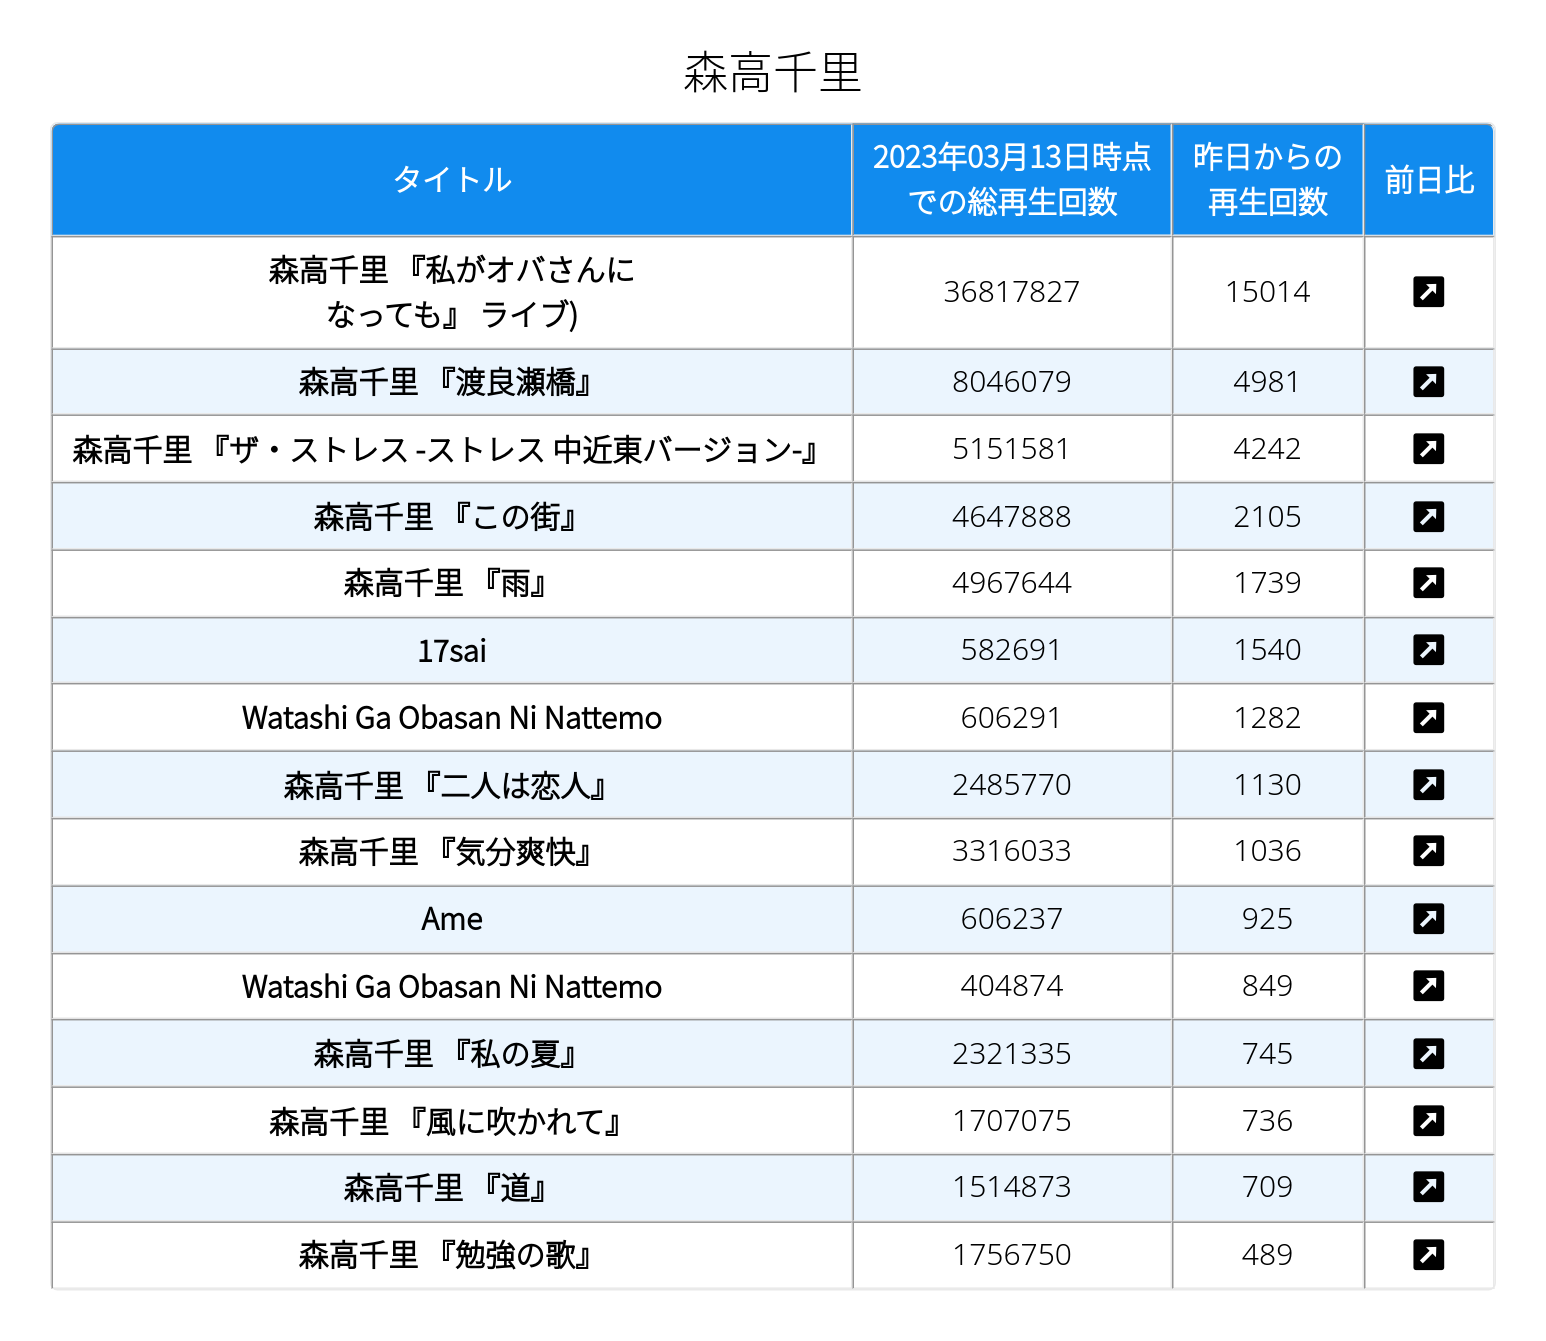 森高千里
タイトル
2023年03月13日時点
での総再生回数
昨日からの
再生回数
前日比
森高千里 『私がオバさんに
なっても』 ライブ)
36817827
15014
森高千里 『渡良瀬橋』
8046079
4981
森高千里 『ザ・ストレス -ストレス 中近東バージョン-』
5151581
4242
森高千里 『この街』
4647888
2105
森高千里 『雨』
4967644
1739
17sai
582691
1540
Watashi Ga Obasan Ni Nattemo
606291
1282
森高千里 『二人は恋人』
2485770
1130
森高千里 『気分爽快』
3316033
1036
Ame
606237
925
Watashi Ga Obasan Ni Nattemo
404874
849
森高千里 『私の夏』
2321335
745
森高千里 『風に吹かれて』
1707075
736
森高千里 『道』
1514873
709
森高千里 『勉強の歌』
1756750
489